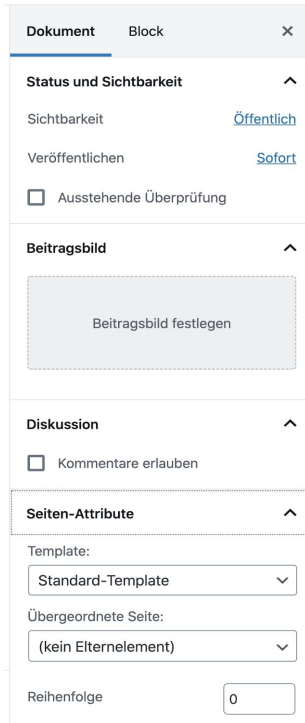 Dokument Block ×
Status und Sichtbarkeit
Sichtbarkeit Öffentlich
Veröffentlichen Sofort
Ausstehende Überprüfung
Beitragsbild
Beitragsbild festlegen
Diskussion
Kommentare erlauben
Seiten-Attribute
Template:
Standard-Template
Übergeordnete Seite:
(kein Elternelement)
Reihenfolge 0